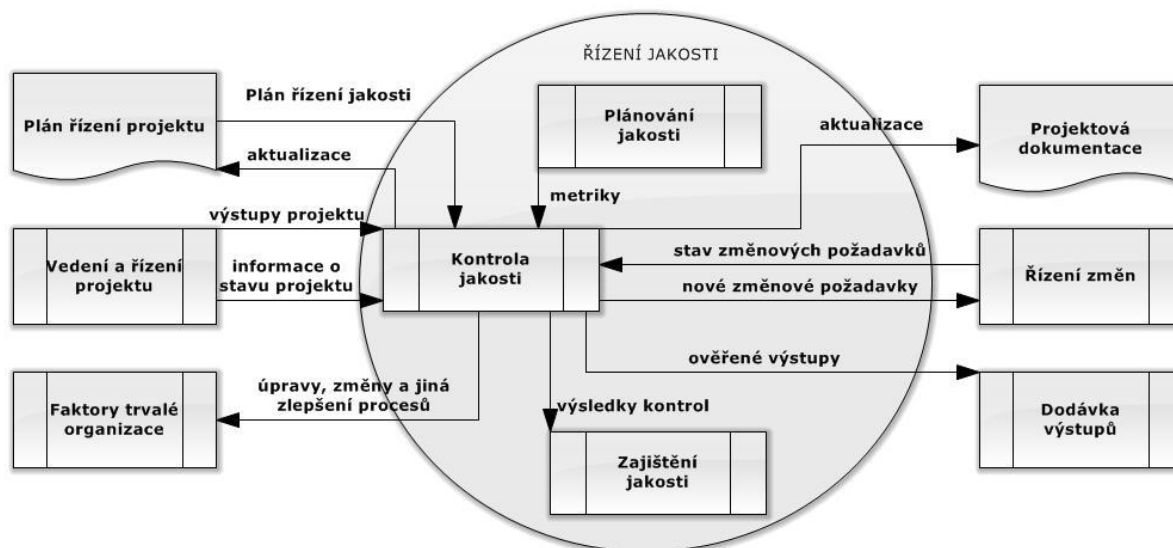 ŘÍZENÍ JAKOSTI
Plán řízení projektu
Plán řízení jakosti
aktualizace
Plánování
jakosti
metriky
aktualizace
Projektová
dokumentace
Vedení a řízení
projektu
výstupy projektu
informace o
stavu projektu
Kontrola
jakosti
stav změnových požadavků
nové změnové požadavky
Řízení změn
Faktory trvalé
organizace
úpravy, změny a jiná
zlepšení procesů
výsledky kontrol
Zajištění
jakosti
ověřené výstupy
Dodávka
výstupů